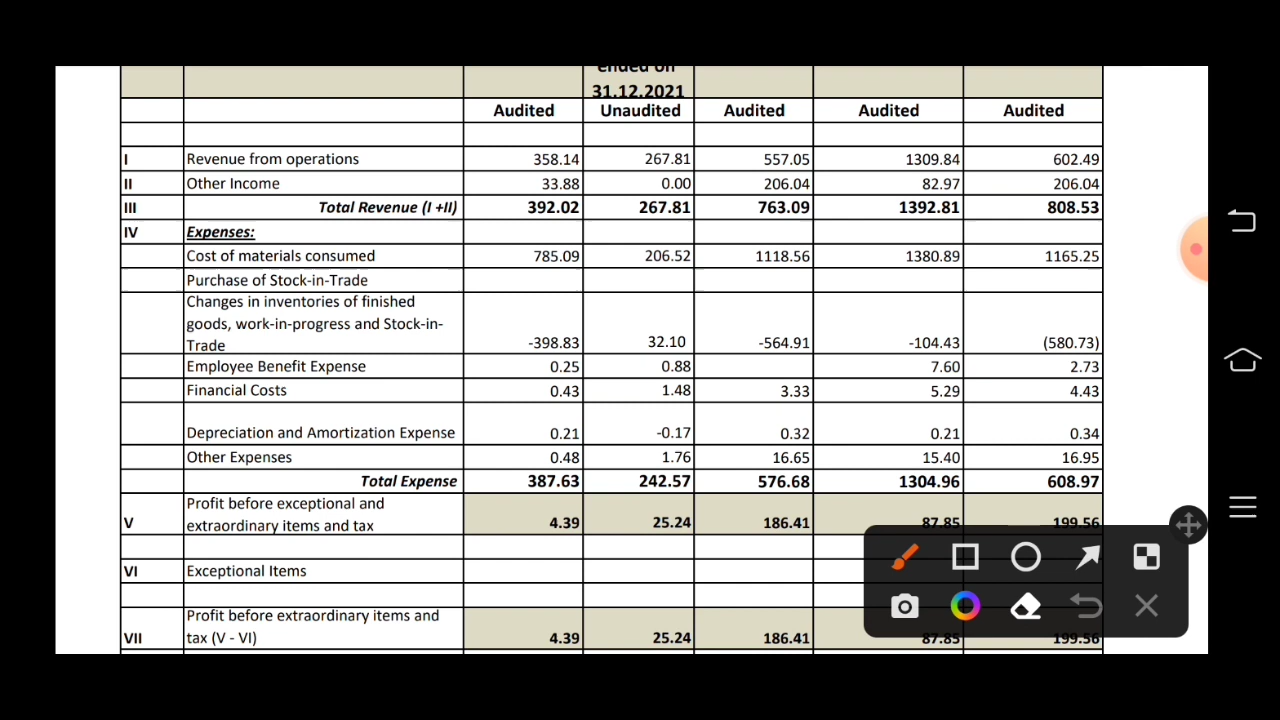 ended on
31.12.2021
Audited Unaudited Audited Audited Audited
I Revenue from operations 358.14 267.81 557.05 1309.84 602.49
II Other Income 33.88 0.00 206.04 82.97 206.04
III Total Revenue (I +II) 392.02 267.81 763.09 1392.81 808.53
IV Expenses:
Cost of materials consumed 785.09 206.52 1118.56 1380.89 1165.25
Purchase of Stock-in-Trade
Changes in inventories of finished
goods, work-in-progress and Stock-in-
Trade -398.83 32.10 -564.91 -104.43 (580.73)
Employee Benefit Expense 0.25 0.88 7.60 2.73
Financial Costs 0.43 1.48 3.33 5.29 4.43
Depreciation and Amortization Expense 0.21 -0.17 0.32 0.21 0.34
Other Expenses 0.48 1.76 16.65 15.40 16.95
Total Expense 387.63 242.57 576.68 1304.96 608.97
Profit before exceptional and
V extraordinary items and tax 4.39 25.24 186.41 87.85 199.56
VI Exceptional Items
Profit before extraordinary items and
VII tax (V - VI) 4.39 25.24 186.41 87.85 199.56